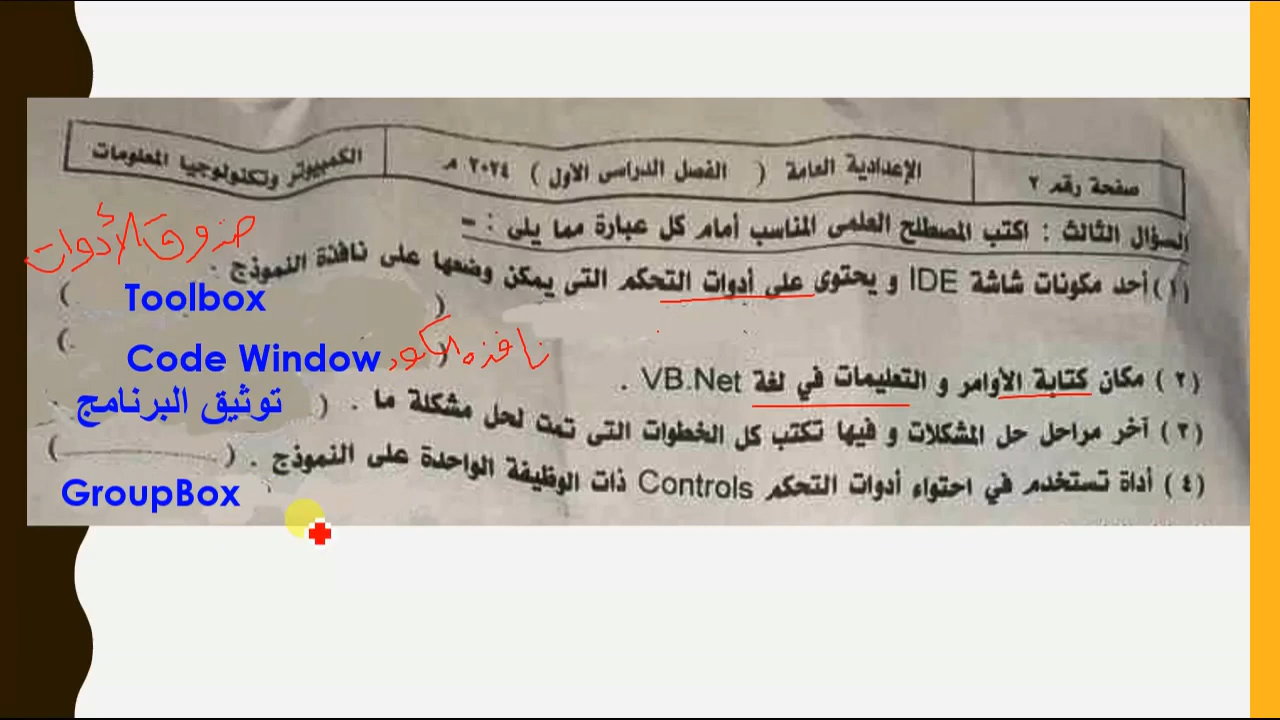 صفحة رقم ٢
الإعدادية العامة ( الفصل الدراسى الأول ) ٢٠٢٤ م
الكمبيوتر وتكنولوجيا المعلومات
السؤال الثالث : اكتب المصطلح العلمى المناسب أمام كل عبارة مما يلى : -
(١) أحد مكونات شاشة IDE و يحتوى على أدوات التحكم التى يمكن وضعها على نافذة النموذج .
صندوق الأدوات
( Toolbox )
(٢) مكان كتابة الأوامر و التعليمات في لغة VB.Net .
( Code Window )
نافذه الكود
(٣) آخر مراحل حل المشكلات و فيها تكتب كل الخطوات التى تمت لحل مشكلة ما .
توثيق البرنامج )
(٤) أداة تستخدم في احتواء أدوات التحكم Controls ذات الوظيفة الواحدة على النموذج . ( )
GroupBox